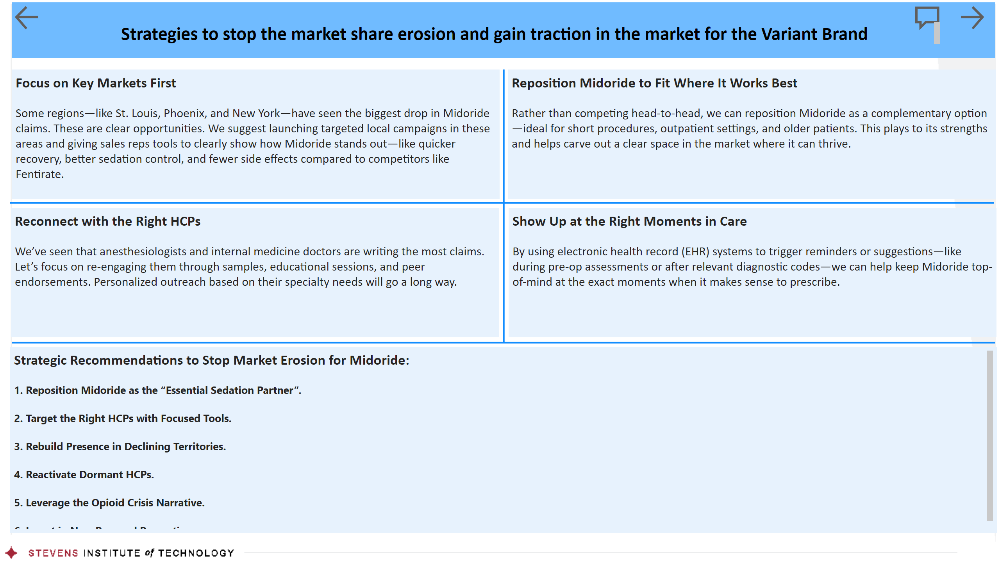 Strategies to stop the market share erosion and gain traction in the market for the Variant Brand
Focus on Key Markets First
Some regions—like St. Louis, Phoenix, and New York—have seen the biggest drop in Midoride
claims. These are clear opportunities. We suggest launching targeted local campaigns in these
areas and giving sales reps tools to clearly show how Midoride stands out—like quicker
recovery, better sedation control, and fewer side effects compared to competitors like
Fentirate.
Reposition Midoride to Fit Where It Works Best
Rather than competing head-to-head, we can reposition Midoride as a complementary option
—ideal for short procedures, outpatient settings, and older patients. This plays to its strengths
and helps carve out a clear space in the market where it can thrive.
Reconnect with the Right HCPs
We’ve seen that anesthesiologists and internal medicine doctors are writing the most claims.
Let’s focus on re-engaging them through samples, educational sessions, and peer
endorsements. Personalized outreach based on their specialty needs will go a long way.
Show Up at the Right Moments in Care
By using electronic health record (EHR) systems to trigger reminders or suggestions—like
during pre-op assessments or after relevant diagnostic codes—we can help keep Midoride top-
of-mind at the exact moments when it makes sense to prescribe.
Strategic Recommendations to Stop Market Erosion for Midoride:
1. Reposition Midoride as the “Essential Sedation Partner”.
2. Target the Right HCPs with Focused Tools.
3. Rebuild Presence in Declining Territories.
4. Reactivate Dormant HCPs.
5. Leverage the Opioid Crisis Narrative.
STEVENS INSTITUTE of TECHNOLOGY